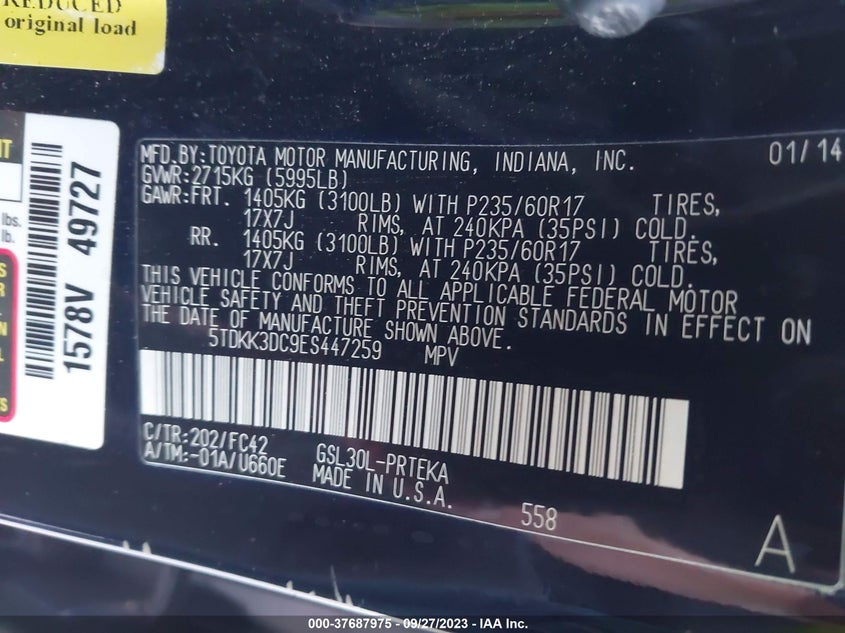 REDUCED
original load
NT
lbs.
lb.
1578V 49727
MFD.BY:TOYOTA MOTOR MANUFACTURING, INDIANA, INC. 01/14
GVWR:2715KG (5995LB)
GAWR:FRT. 1405KG (3100LB) WITH P235/60R17 TIRES,
17X7J RIMS, AT 240KPA (35PSI) COLD.
RR. 1405KG (3100LB) WITH P235/60R17 TIRES,
17X7J RIMS, AT 240KPA (35PSI) COLD.
THIS VEHICLE CONFORMS TO ALL APPLICABLE FEDERAL MOTOR
VEHICLE SAFETY AND THEFT PREVENTION STANDARDS IN EFFECT ON
THE DATE OF MANUFACTURE SHOWN ABOVE.
5TDKK3DC9ES447259 MPV
C/TR:202/FC42 GSL30L-PRTEKA
A/TM:-01A/U660E MADE IN U.S.A.
558
A
000-37687975 - 09/27/2023 - IAA Inc.